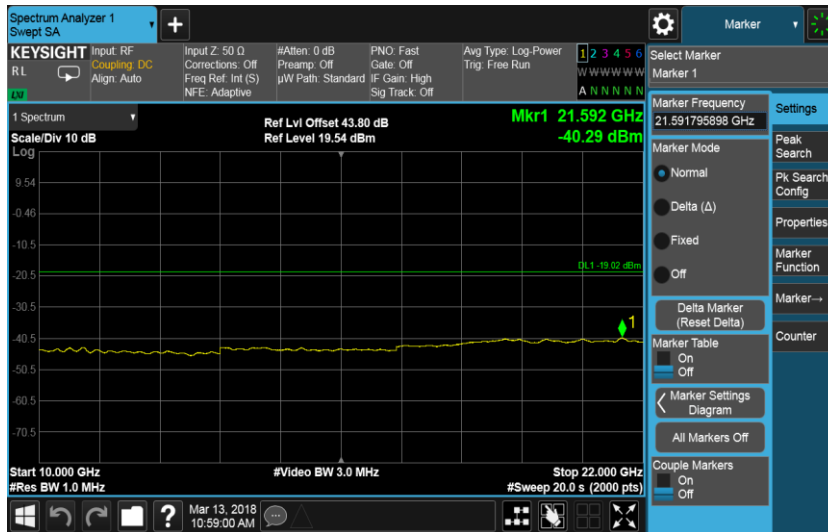 Spectrum Analyzer 1
Swept SA
+
Marker
KEYSIGHT
RL
LXI
Input: RF
Coupling: DC
Align: Auto
Input Z: 50 Ω
Corrections: Off
Freq Ref: Int (S)
NFE: Adaptive
#Atten: 0 dB
Preamp: Off
µW Path: Standard
PNO: Fast
Gate: Off
IF Gain: High
Sig Track: Off
Avg Type: Log-Power
Trig: Free Run
1 2 3 4 5 6
W W W W W W
A N N N N N
Select Marker
Marker 1
1 Spectrum
Scale/Div 10 dB
Log
Ref Lvl Offset 43.80 dB
Ref Level 19.54 dBm
Mkr1 21.592 GHz
-40.29 dBm
9.54
-0.46
-10.5
-20.5
-30.5
-40.5
-50.5
-60.5
-70.5
DL1 -19.02 dBm
1
Start 10.000 GHz
#Res BW 1.0 MHz
#Video BW 3.0 MHz
Stop 22.000 GHz
#Sweep 20.0 s (2000 pts)
Marker Frequency
21.591795898 GHz
Marker Mode
Normal
Delta (Δ)
Fixed
Off
Delta Marker
(Reset Delta)
Marker Table
On
Off
Marker Settings
Diagram
All Markers Off
Couple Markers
On
Off
Settings
Peak
Search
Pk Search
Config
Properties
Marker
Function
Marker→
Counter
?
Mar 13, 2018
10:59:00 AM